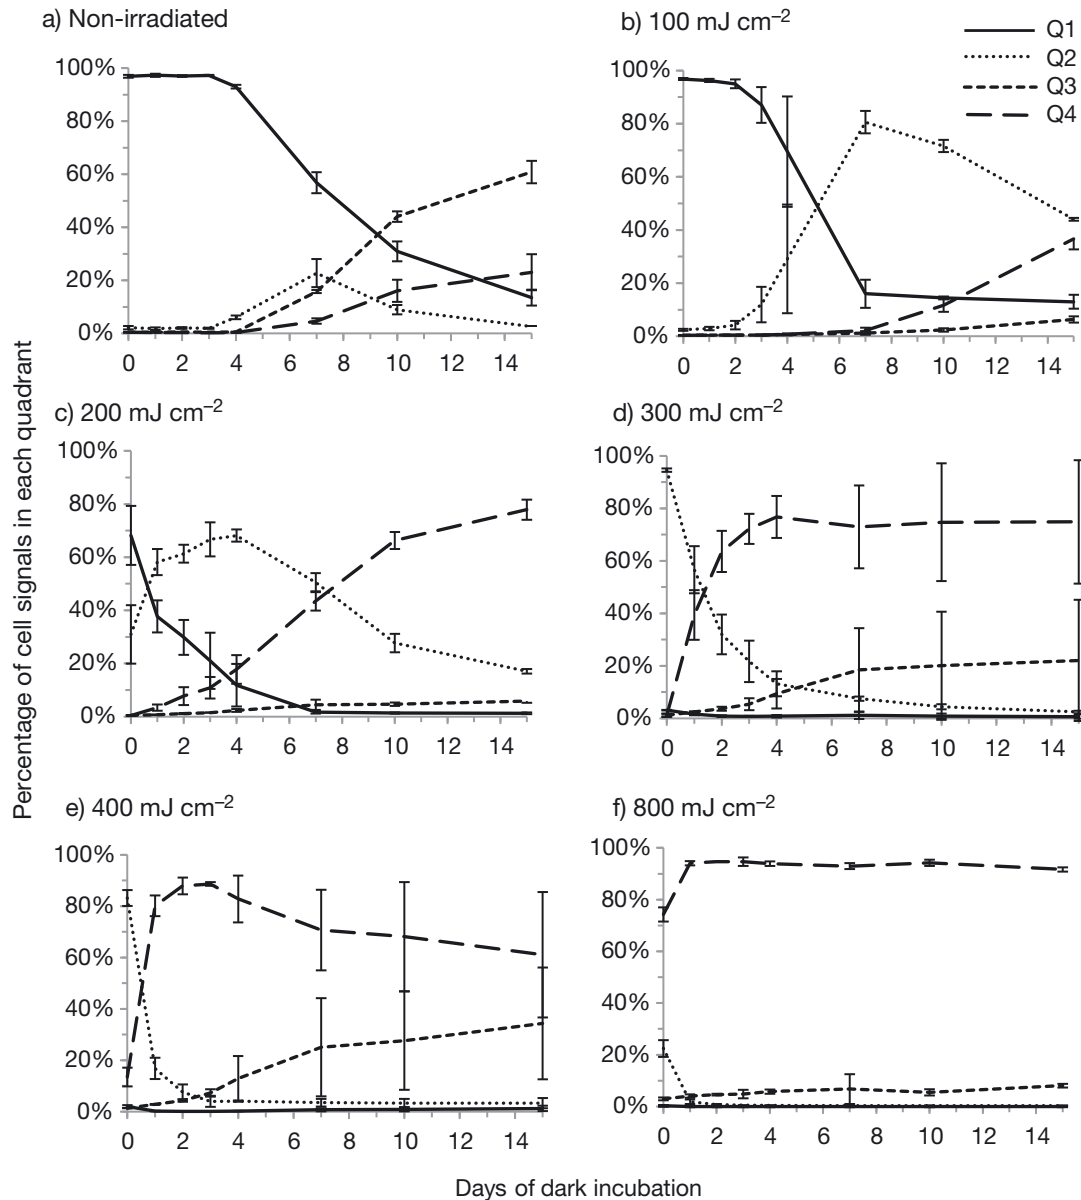 a) Non-irradiated
b) 100 mJ cm–2
Q1
Q2
Q3
Q4
100%
80%
60%
40%
20%
0%
0 2 4 6 8 10 12 14
100%
80%
60%
40%
20%
0%
0 2 4 6 8 10 12 14
c) 200 mJ cm–2
d) 300 mJ cm–2
100%
80%
60%
40%
20%
0%
0 2 4 6 8 10 12 14
100%
80%
60%
40%
20%
0%
0 2 4 6 8 10 12 14
e) 400 mJ cm–2
f) 800 mJ cm–2
100%
80%
60%
40%
20%
0%
0 2 4 6 8 10 12 14
100%
80%
60%
40%
20%
0%
0 2 4 6 8 10 12 14
Percentage of cell signals in each quadrant
Days of dark incubation